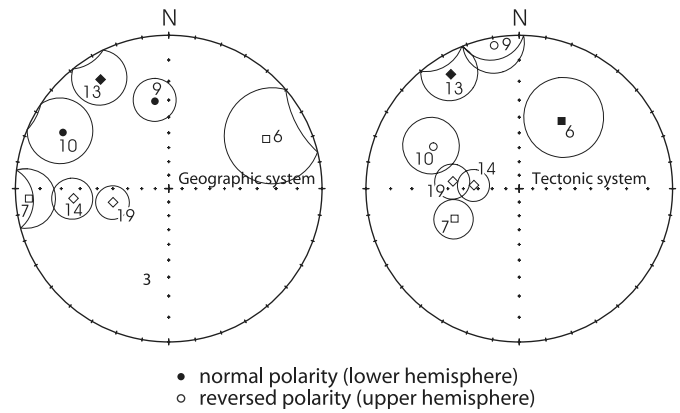 N
N
9
9
13
13
6
6
10
10
Geographic system
Tectonic system
14
19
7
14
19
7
3
normal polarity (lower hemisphere)
reversed polarity (upper hemisphere)